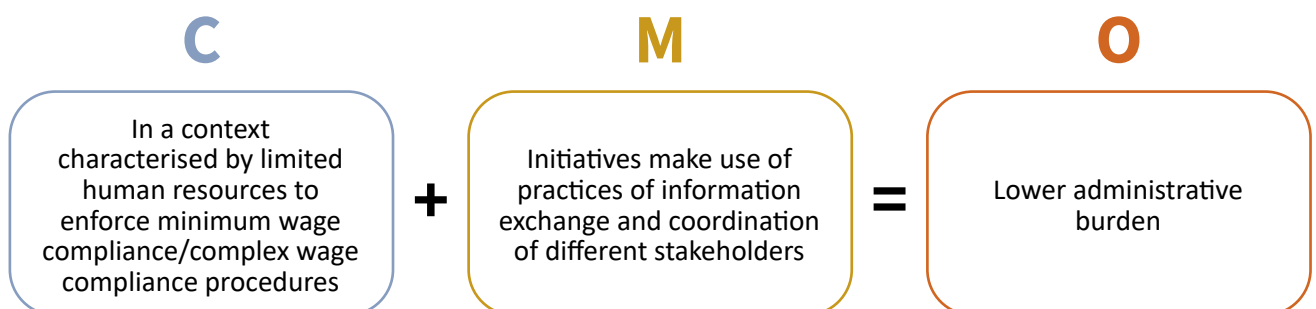 C
M
O
In a context
characterised by limited
human resources to
enforce minimum wage
compliance/complex wage
compliance procedures
+
Initiatives make use of
practices of information
exchange and coordination
of different stakeholders
=
Lower administrative
burden